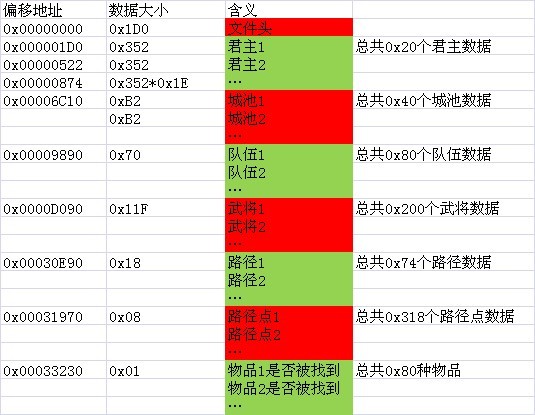 偏移地址 数据大小 含义
0x00000000 0x1D0 文件头
0x000001D0 0x352 君主1 总共0x20个君主数据
0x00000522 0x352 君主2
0x00000874 0x352*0x1E …
0x00006C10 0xB2 城池1 总共0x40个城池数据
0xB2 城池2
…
0x00009890 0x70 队伍1 总共0x80个队伍数据
队伍2
…
0x0000D090 0x11F 武将1 总共0x200个武将数据
武将2
…
0x00030E90 0x18 路径1 总共0x74个路径数据
路径2
…
0x00031970 0x08 路径点1 总共0x318个路径点数据
路径点2
…
0x00033230 0x01 物品1是否被找到 总共0x80种物品
物品2是否被找到
…